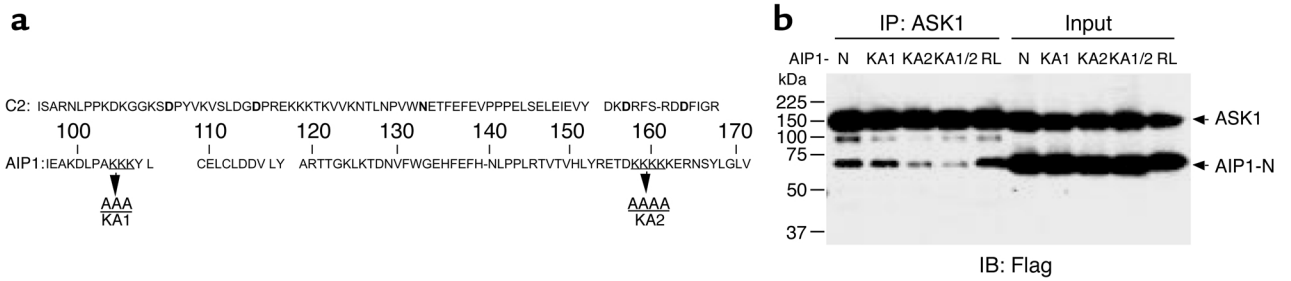 a
C2: ISARNLPPKDKGGKSDPYVKVSLDGDPREKKKTKVVKNTLNPVWNETFEFEVPPPELSELEIEVY DKDRFS-RDDFIGR
100 110 120 130 140 150 160 170
AIP1:IEAKDLPAKKKY L CELCLDDV LY ARTTGKLKTDNVFWGEHFEFH-NLPPLRTVTVHLYRETDKKKKKERNSYLGLV
AAA AAAA
KA1 KA2
b
IP: ASK1 Input
AIP1- N KA1 KA2 KA1/2 RL N KA1 KA2 KA1/2 RL
kDa
225
150 ASK1
100
75
AIP1-N
50
37
IB: Flag